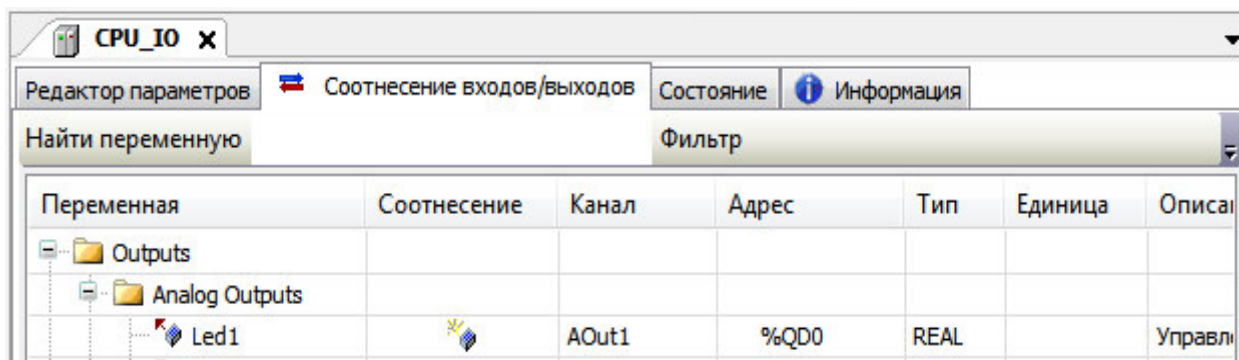 CPU_IO
Редактор параметров Соотнесение входов/выходов Состояние Информация
Найти переменную Фильтр
Переменная Соотнесение Канал Адрес Тип Единица
Outputs
Analog Outputs
Led1 AOut1 %QD0 REAL